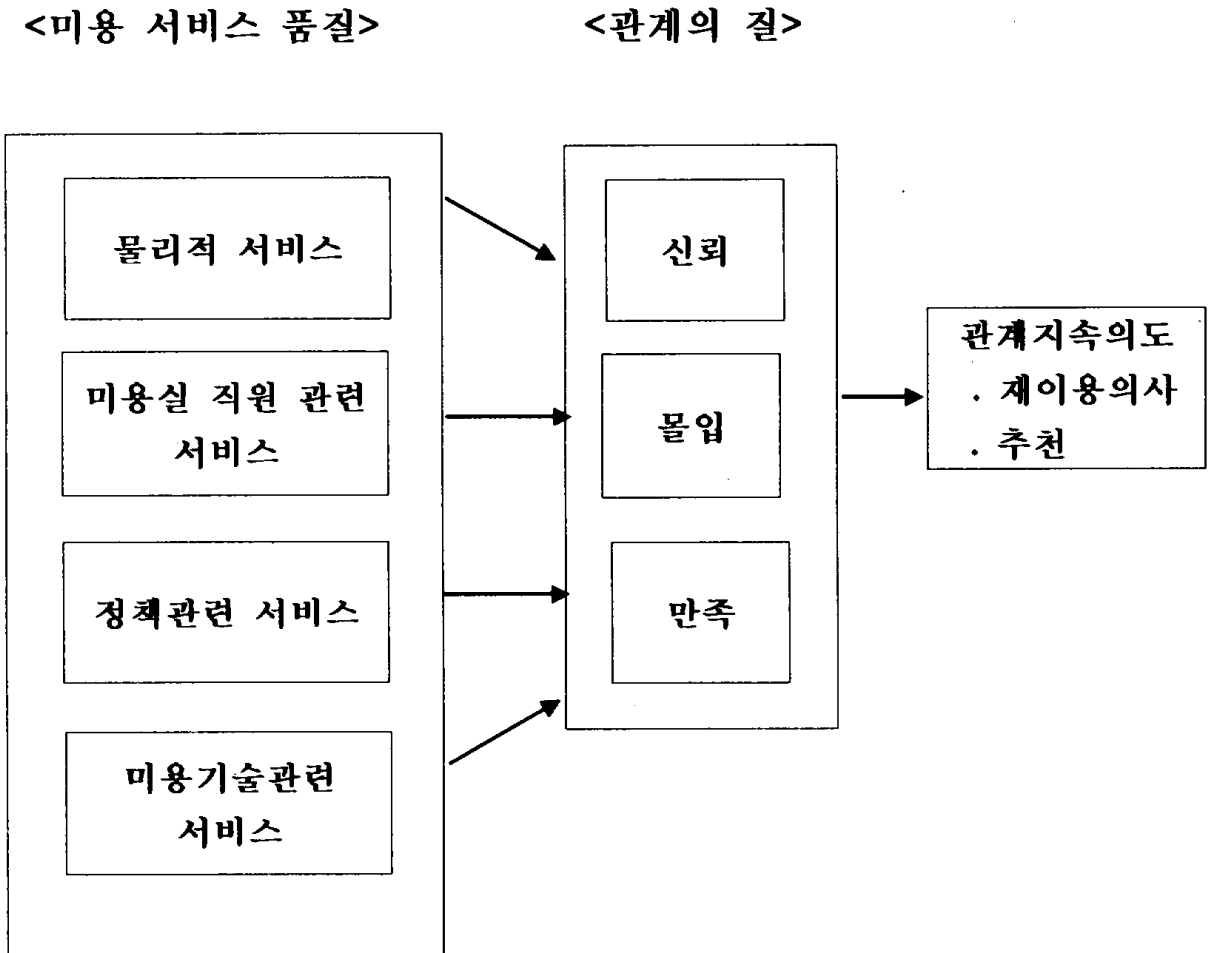 <미용 서비스 품질>
<관계의 질>
물리적 서비스
미용실 직원 관련
서비스
정책관련 서비스
미용기술관련
서비스
신뢰
몰입
만족
관계지속의도
. 재이용의사
. 추천